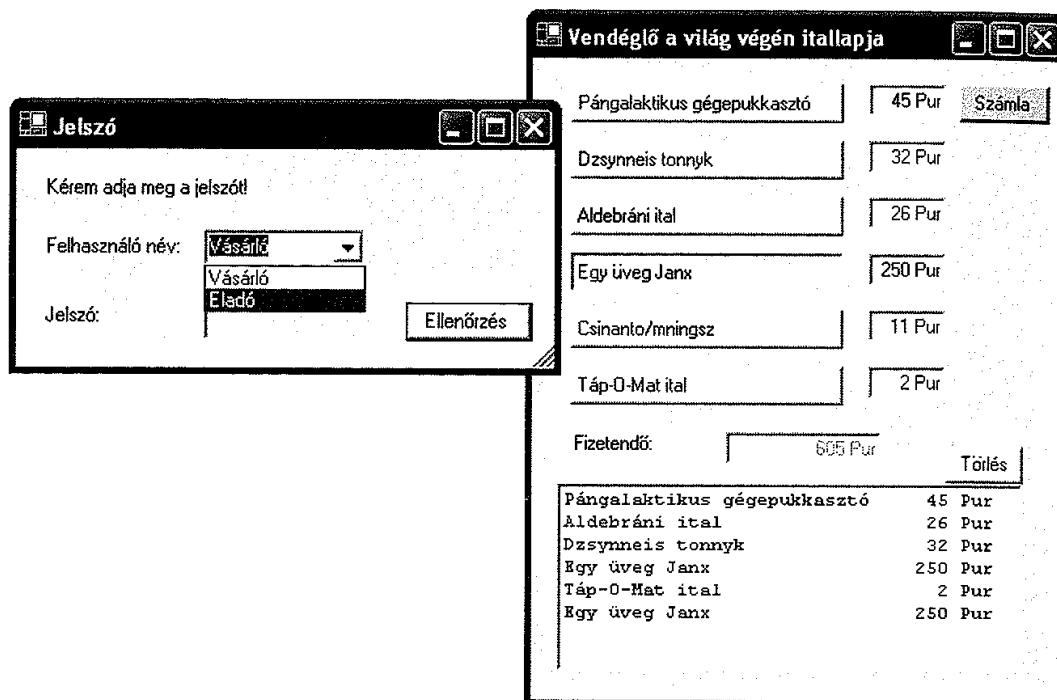 Jelszó
Kérem adja meg a jelszót!
Felhasználó név:
Vásárló
Vásárló
Eladó
Jelszó:
Ellenőrzés
Vendéglő a világ végén itallapja
Pángalaktikus gégepukkasztó 45 Pur Számla
Dzsynneis tonnyk 32 Pur
Aldebráni ital 26 Pur
Egy üveg Janx 250 Pur
Csinanto/mningsz 11 Pur
Táp-O-Mat ital 2 Pur
Fizetendő: 605 Pur
Törlés
Pángalaktikus gégepukkasztó 45 Pur
Aldebráni ital 26 Pur
Dzsynneis tonnyk 32 Pur
Egy üveg Janx 250 Pur
Táp-O-Mat ital 2 Pur
Egy üveg Janx 250 Pur